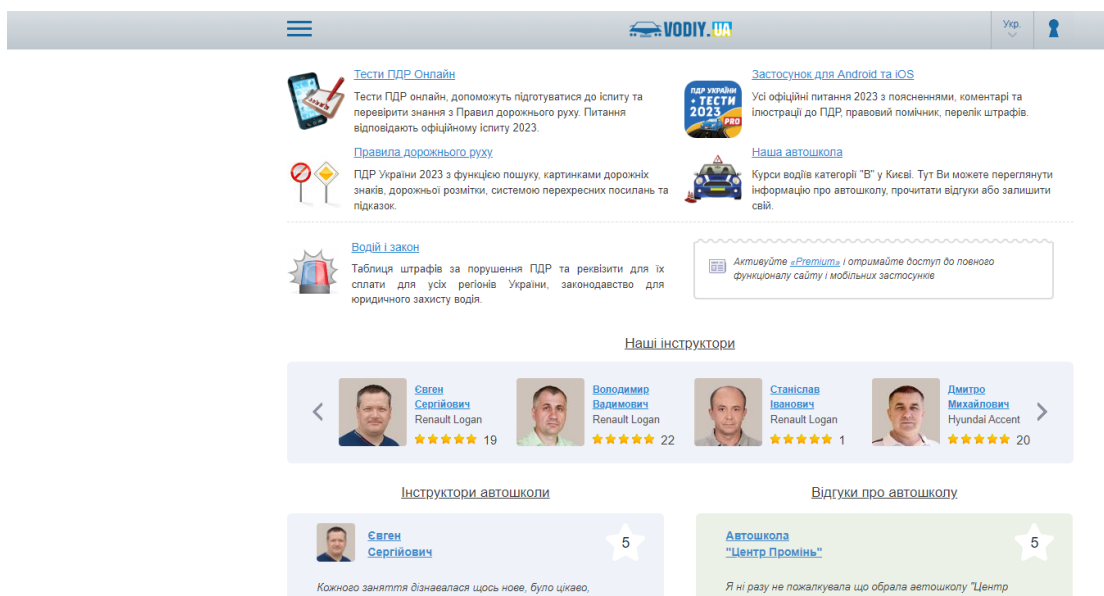 VODIY.UA
Укр.
Тести ПДР Онлайн
Тести ПДР онлайн, допоможуть підготуватися до іспиту та
перевірити знання з Правил дорожнього руху. Питання
відповідають офіційному іспиту 2023.
ПДР УКРАЇНИ
+ ТЕСТИ
2023
PRO
Застосунок для Android та iOS
Усі офіційні питання 2023 з поясненнями, коментарі та
ілюстрації до ПДР, правовий помічник, перелік штрафів.
Правила дорожнього руху
ПДР України 2023 з функцією пошуку, картинками дорожніх
знаків, дорожньої розмітки, системою перехресних посилань та
підказок.
Наша автошкола
Курси водіїв категорії "В" у Києві. Тут Ви можете переглянути
інформацію про автошколу, прочитати відгуки або залишити
свій.
Водій і закон
Таблиця штрафів за порушення ПДР та реквізити для їх
сплати для усіх регіонів України, законодавство для
юридичного захисту водія.
Активуйте «Premium» і отримайте доступ до повного
функціоналу сайту і мобільних застосунків
Наші інструктори
Євген
Сергійович
Renault Logan
19
Володимир
Вадимович
Renault Logan
22
Станіслав
Іванович
Renault Logan
1
Дмитро
Михайлович
Hyundai Accent
20
Інструктори автошколи
Євген
Сергійович
5
Кожного заняття дізнавалася щось нове, було цікаво,
Відгуки про автошколу
Автошкола
"Центр Промінь"
5
Я ні разу не пожалкувала що обрала автошколу "Центр